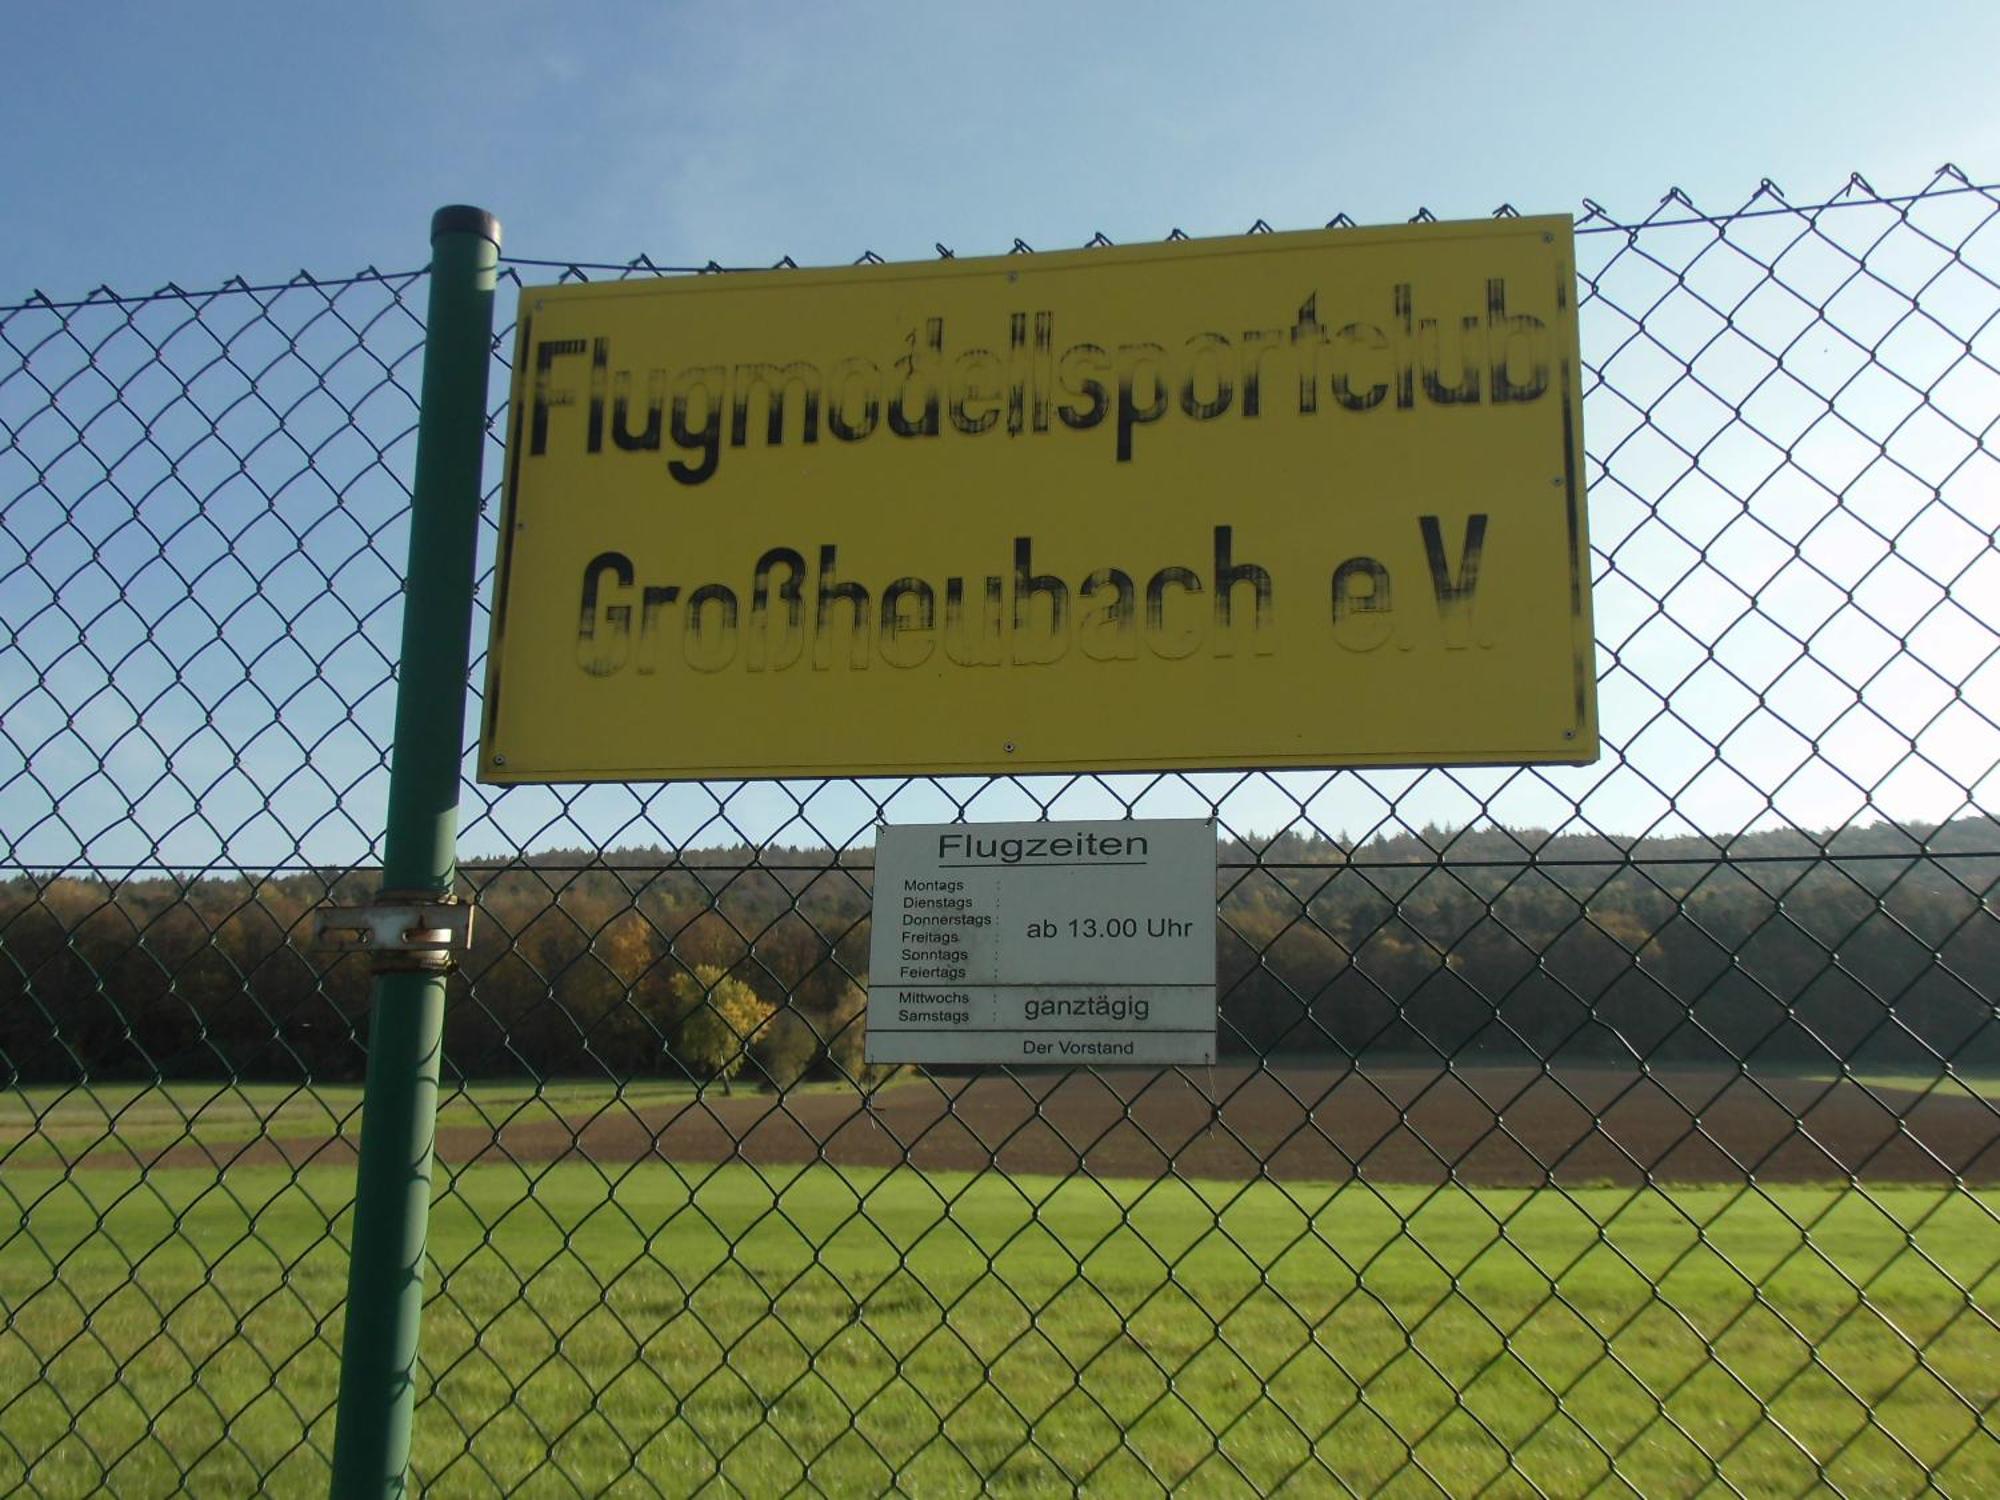 Flugmodellsportclub
Großheubach e.V.
Flugzeiten
Montags :
Dienstags :
Donnerstags :
Freitags :
Sonntags :
Feiertags :
ab 13.00 Uhr
Mittwochs :
Samstags :
ganztägig
Der Vorstand